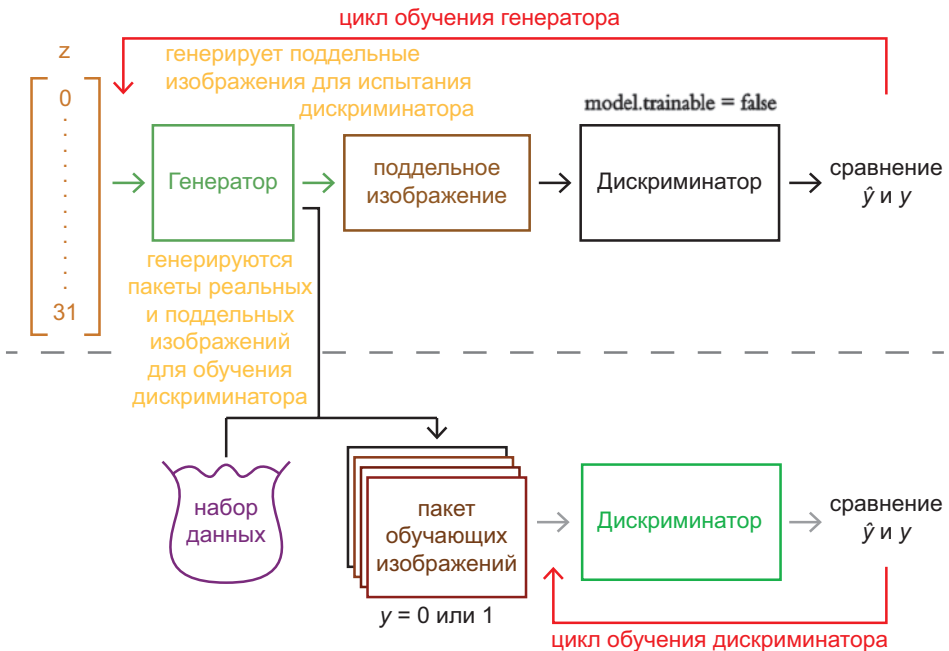 цикл обучения генератора
z
0
31
генерирует поддельные
изображения для испытания
дискриминатора
model.trainable = false
Генератор
поддельное
изображение
Дискриминатор
сравнение
ŷ и y
генерируются
пакеты реальных
и поддельных
изображений
для обучения
дискриминатора
набор
данных
пакет
обучающих
изображений
y = 0 или 1
Дискриминатор
сравнение
ŷ и y
цикл обучения дискриминатора